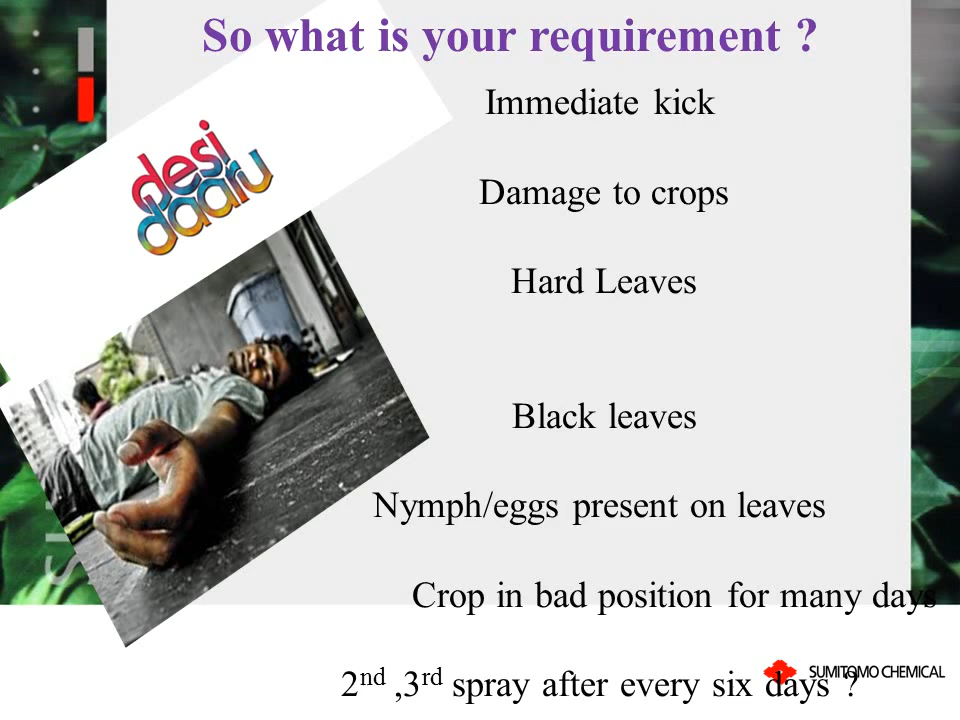 So what is your requirement ?
Immediate kick
desi
daaru
Damage to crops
Hard Leaves
Black leaves
Nymph/eggs present on leaves
Crop in bad position for many days
2nd ,3rd spray after every six days ?
SUMITOMO CHEMICAL